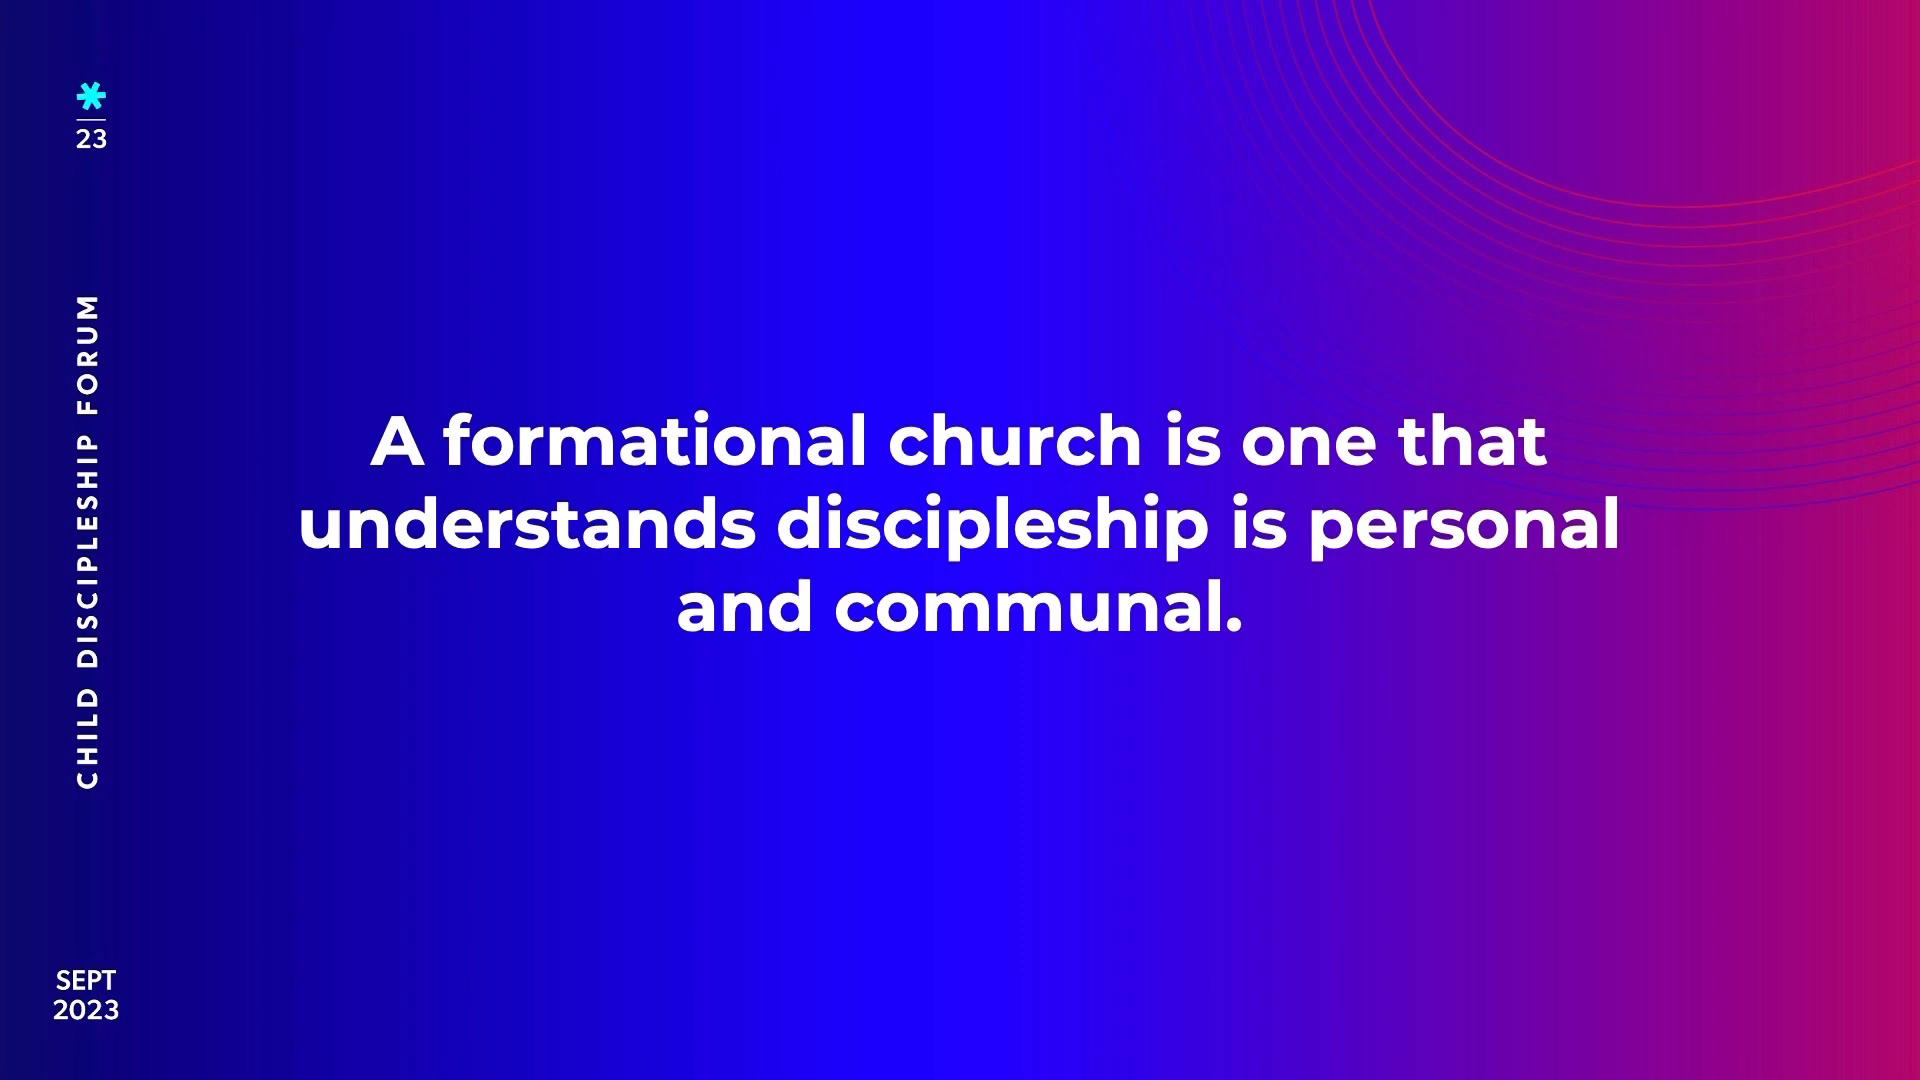 23
CHILD DISCIPLESHIP FORUM
A formational church is one that
understands discipleship is personal
and communal.
SEPT
2023